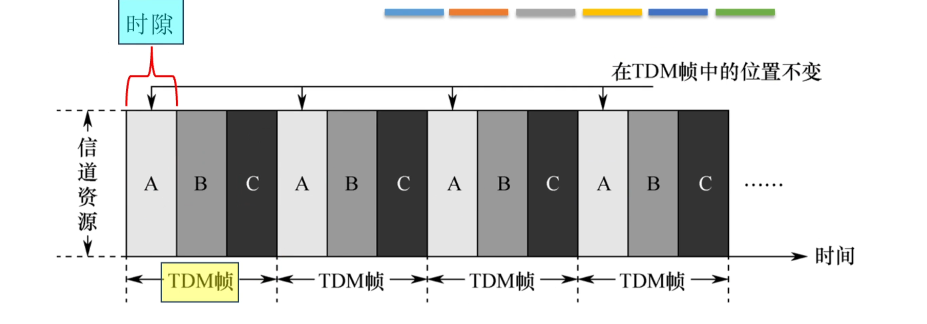 时隙
在TDM帧中的位置不变
信道资源
A B C A B C A B C A B C ……
时间
TDM帧 TDM帧 TDM帧 TDM帧